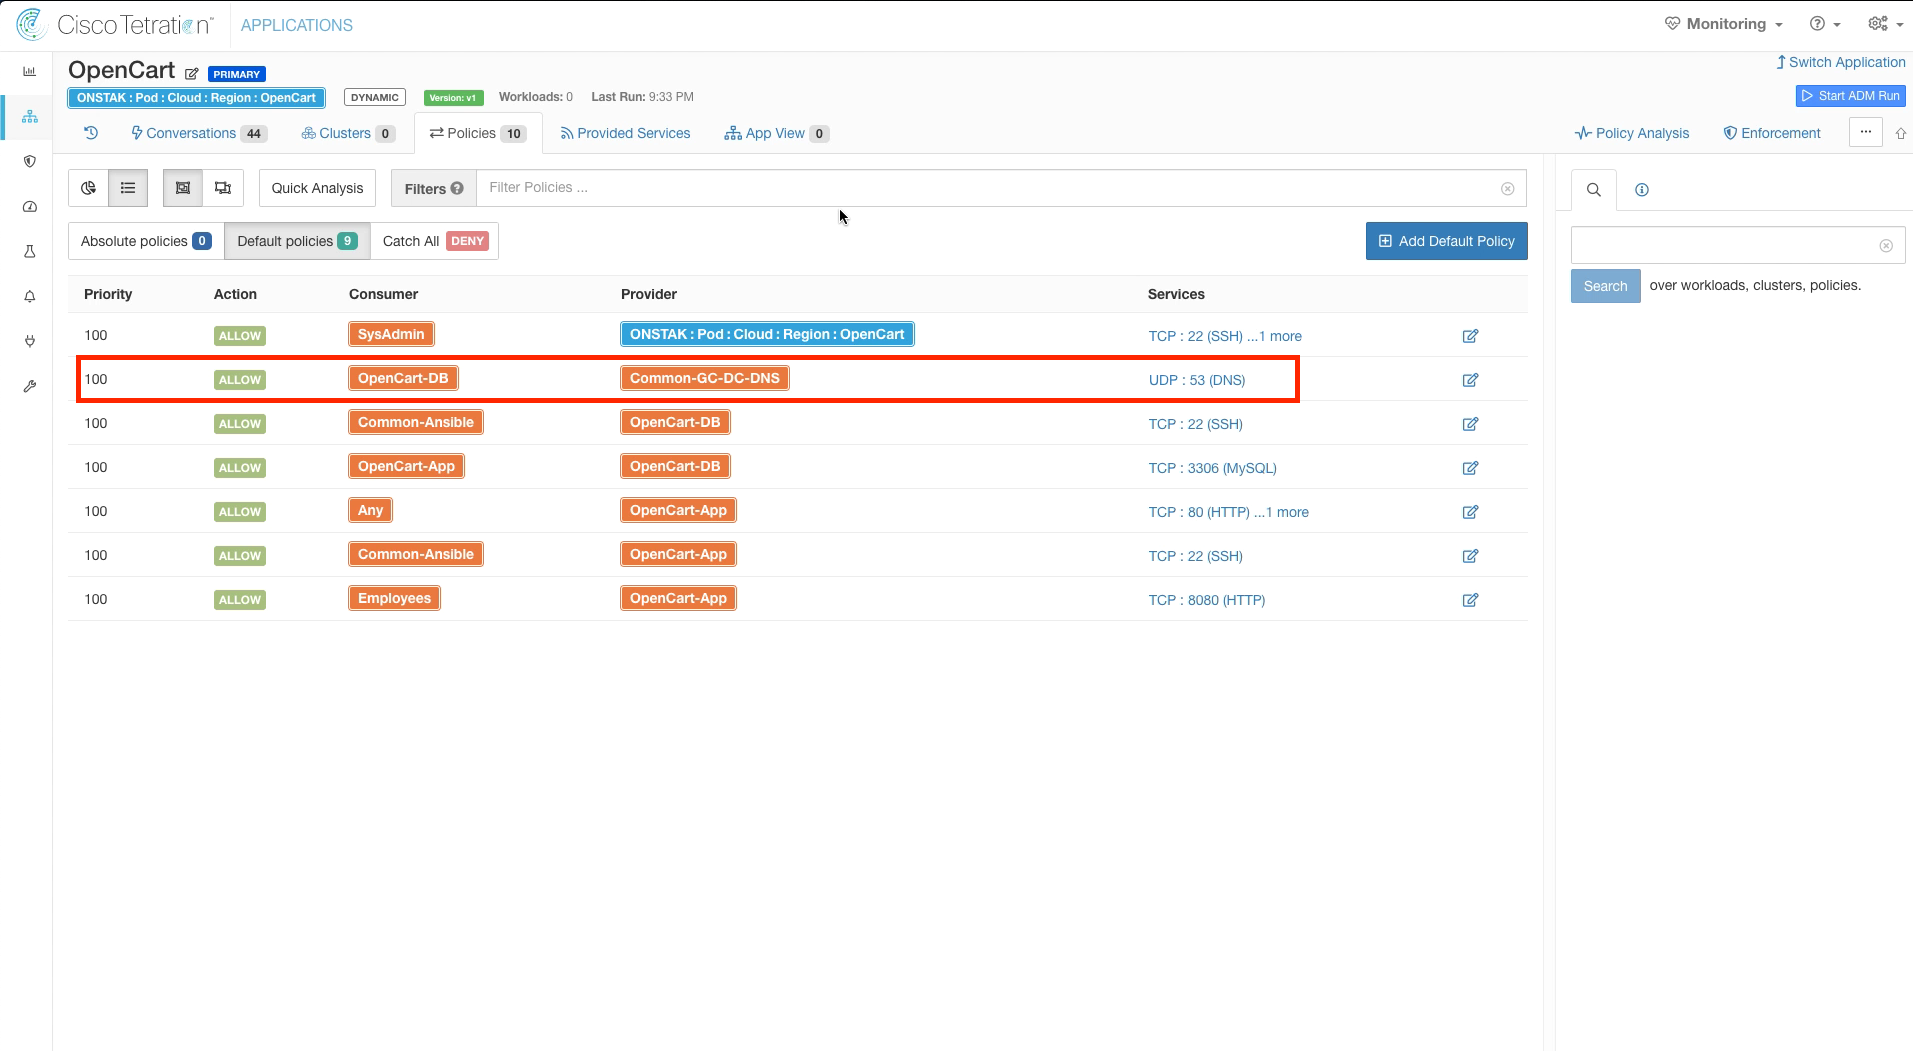 Cisco Tetration™ APPLICATIONS Monitoring
OpenCart PRIMARY Switch Application
ONSTAK : Pod : Cloud : Region : OpenCart DYNAMIC Version: v1 Workloads: 0 Last Run: 9:33 PM Start ADM Run
Conversations 44 Clusters 0 Policies 10 Provided Services App View 0 Policy Analysis Enforcement ...
Quick Analysis Filters ? Filter Policies ...
Absolute policies 0 Default policies 9 Catch All DENY Add Default Policy
Search over workloads, clusters, policies.
Priority Action Consumer Provider Services
100 ALLOW SysAdmin ONSTAK : Pod : Cloud : Region : OpenCart TCP : 22 (SSH) ...1 more
100 ALLOW OpenCart-DB Common-GC-DC-DNS UDP : 53 (DNS)
100 ALLOW Common-Ansible OpenCart-DB TCP : 22 (SSH)
100 ALLOW OpenCart-App OpenCart-DB TCP : 3306 (MySQL)
100 ALLOW Any OpenCart-App TCP : 80 (HTTP) ...1 more
100 ALLOW Common-Ansible OpenCart-App TCP : 22 (SSH)
100 ALLOW Employees OpenCart-App TCP : 8080 (HTTP)